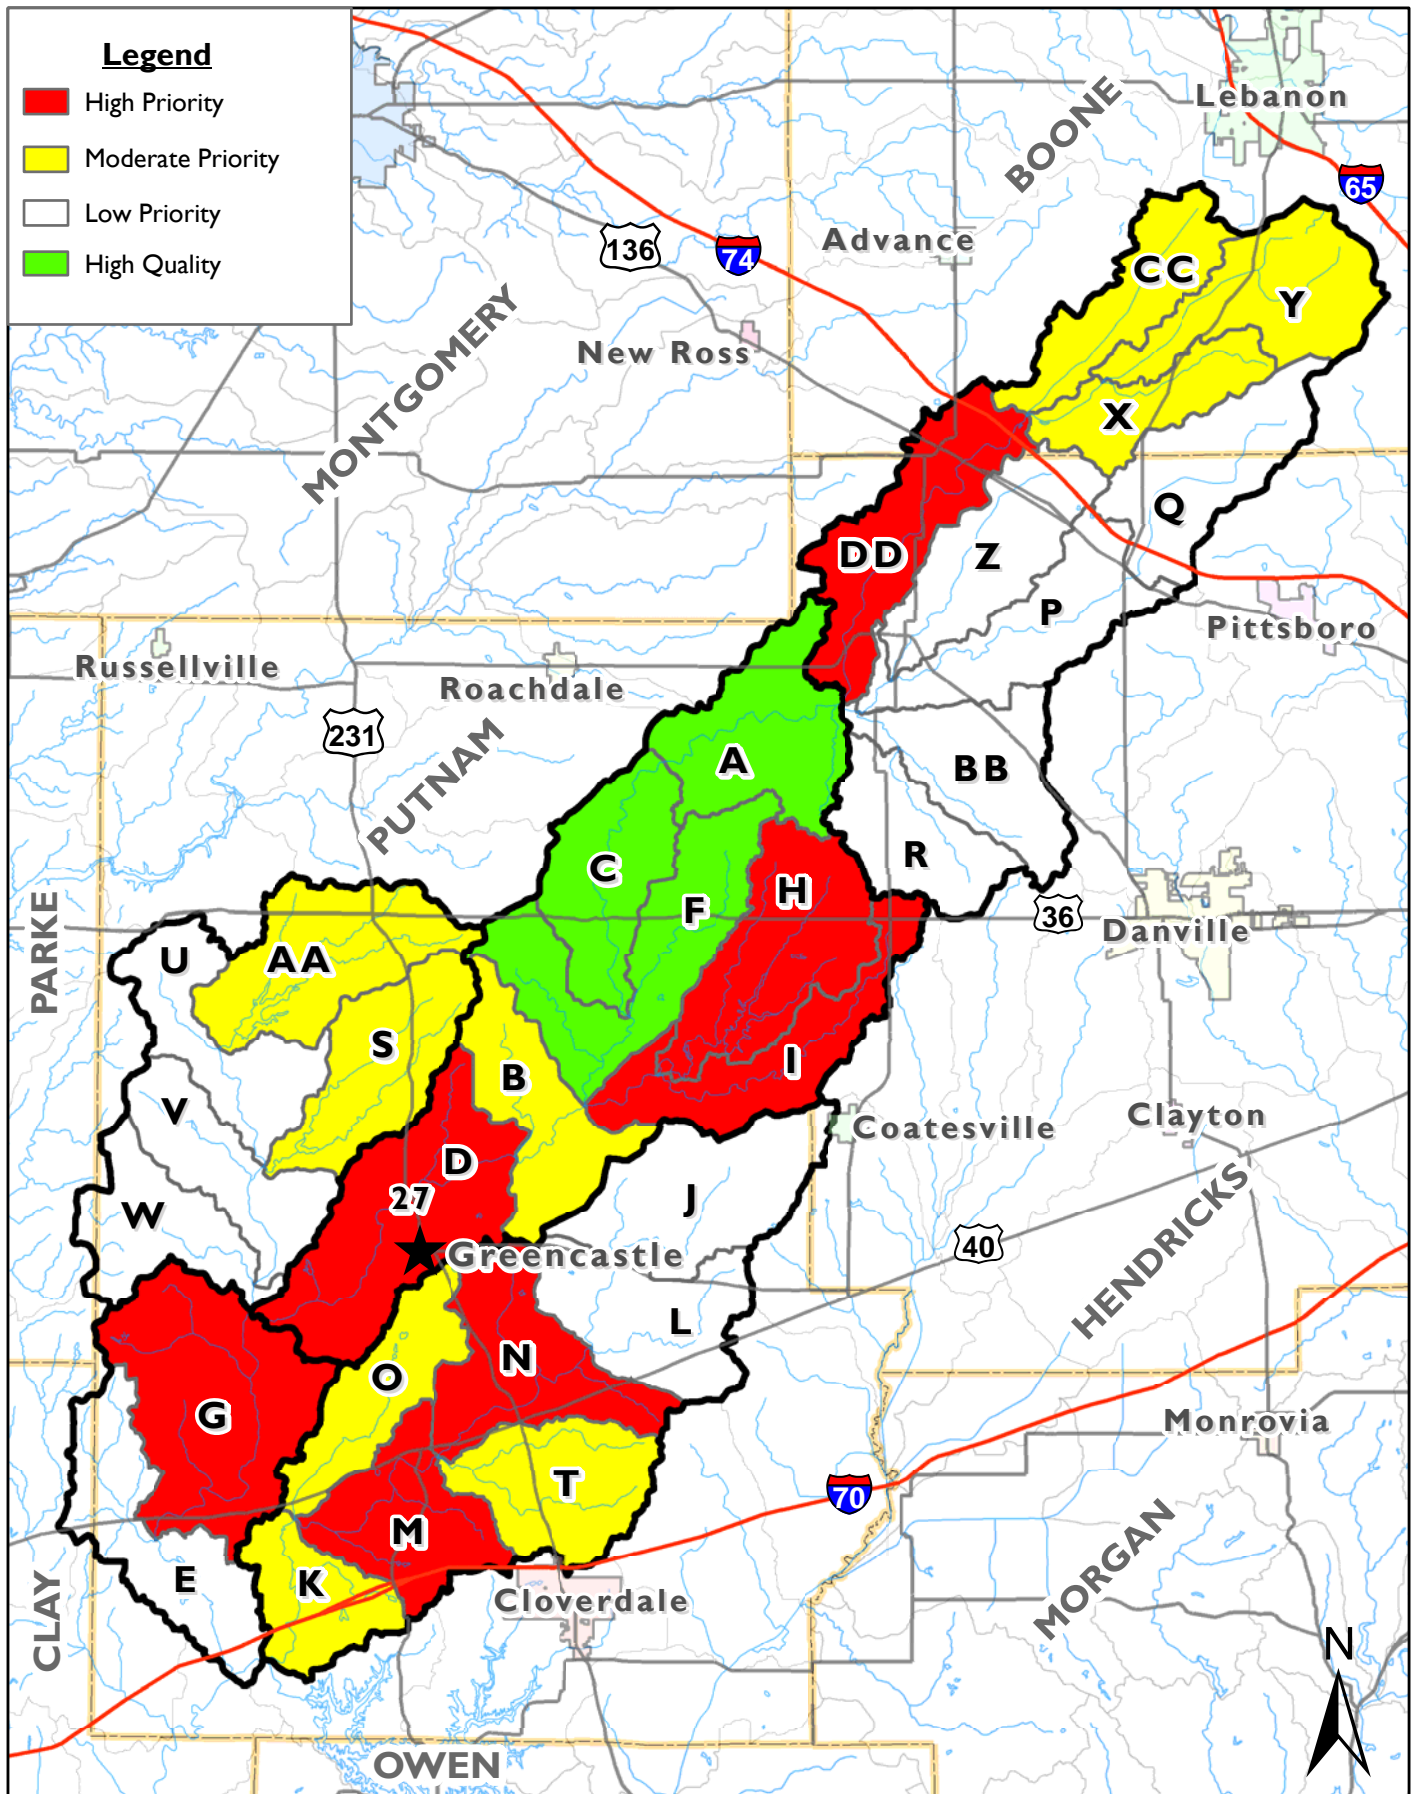 Legend
High Priority
Moderate Priority
Low Priority
High Quality
Lebanon
BOONE
65
136
74
Advance
CC
Y
MONTGOMERY
New Ross
X
Q
DD
Z
P
Pittsboro
Russellville
Roachdale
231
PUTNAM
A
BB
C
R
H
F
36
Danville
PARKE
U
AA
S
B
I
V
Coatesville
Clayton
D
27
J
W
Greencastle
40
HENDRICKS
L
N
O
G
Monrovia
T
70
M
MORGAN
E
K
Cloverdale
CLAY
N
OWEN